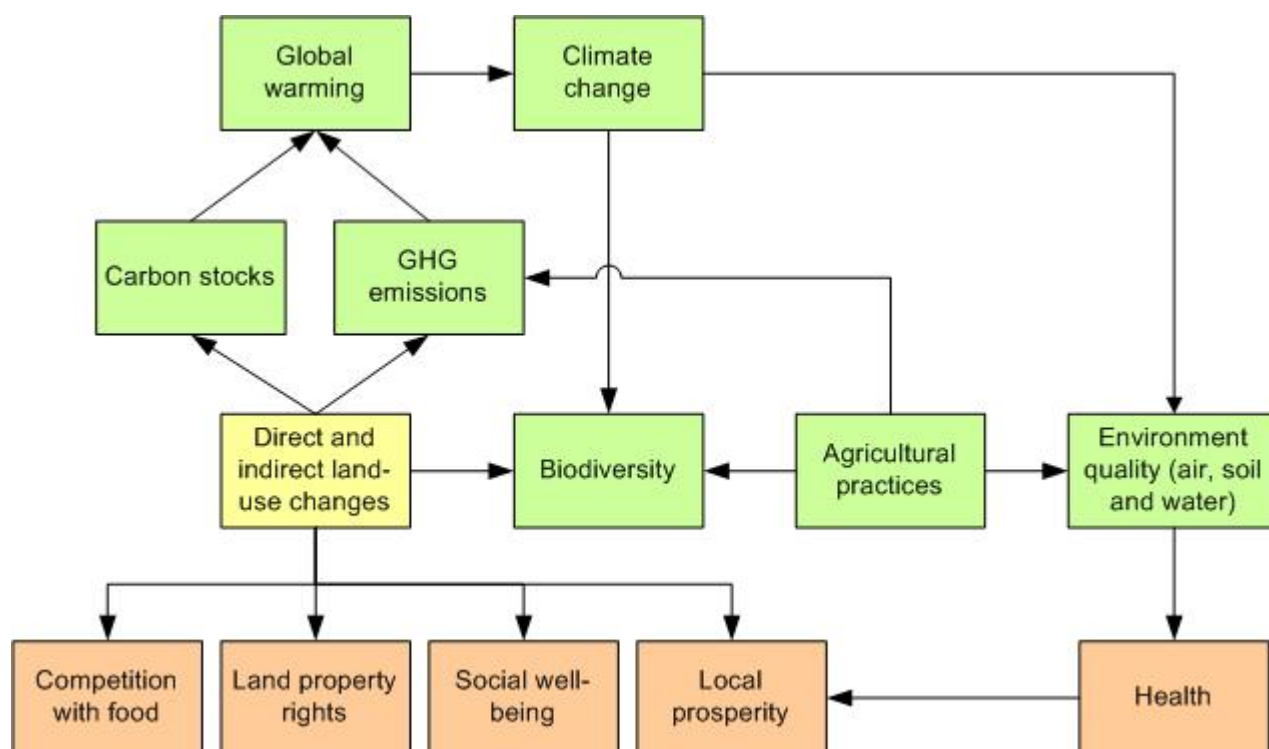 Global
warming
Climate
change
Carbon stocks
GHG
emissions
Direct and
indirect land-
use changes
Biodiversity
Agricultural
practices
Environment
quality (air, soil
and water)
Competition
with food
Land property
rights
Social well-
being
Local
prosperity
Health